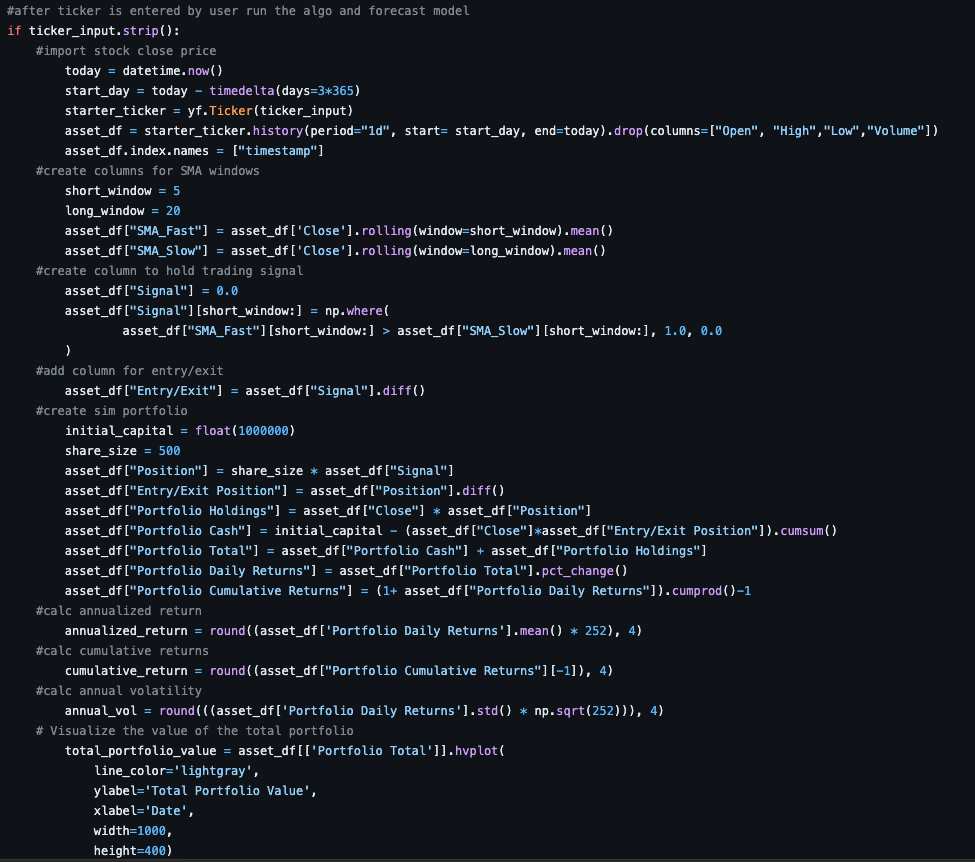 #after ticker is entered by user run the algo and forecast model
if ticker_input.strip():
    #import stock close price
        today = datetime.now()
        start_day = today - timedelta(days=3*365)
        starter_ticker = yf.Ticker(ticker_input)
        asset_df = starter_ticker.history(period="1d", start= start_day, end=today).drop(columns=["Open", "High","Low","Volume"])
        asset_df.index.names = ["timestamp"]
    #create columns for SMA windows
        short_window = 5
        long_window = 20
        asset_df["SMA_Fast"] = asset_df['Close'].rolling(window=short_window).mean()
        asset_df["SMA_Slow"] = asset_df['Close'].rolling(window=long_window).mean()
    #create column to hold trading signal
        asset_df["Signal"] = 0.0
        asset_df["Signal"][short_window:] = np.where(
                asset_df["SMA_Fast"][short_window:] > asset_df["SMA_Slow"][short_window:], 1.0, 0.0
        )
    #add column for entry/exit
        asset_df["Entry/Exit"] = asset_df["Signal"].diff()
    #create sim portfolio
        initial_capital = float(1000000)
        share_size = 500
        asset_df["Position"] = share_size * asset_df["Signal"]
        asset_df["Entry/Exit Position"] = asset_df["Position"].diff()
        asset_df["Portfolio Holdings"] = asset_df["Close"] * asset_df["Position"]
        asset_df["Portfolio Cash"] = initial_capital - (asset_df["Close"]*asset_df["Entry/Exit Position"]).cumsum()
        asset_df["Portfolio Total"] = asset_df["Portfolio Cash"] + asset_df["Portfolio Holdings"]
        asset_df["Portfolio Daily Returns"] = asset_df["Portfolio Total"].pct_change()
        asset_df["Portfolio Cumulative Returns"] = (1+ asset_df["Portfolio Daily Returns"]).cumprod()-1
    #calc annualized return
        annualized_return = round((asset_df['Portfolio Daily Returns'].mean() * 252), 4)
    #calc cumulative returns
        cumulative_return = round((asset_df["Portfolio Cumulative Returns"][-1]), 4)
    #calc annual volatility
        annual_vol = round(((asset_df['Portfolio Daily Returns'].std() * np.sqrt(252))), 4)
    # Visualize the value of the total portfolio
        total_portfolio_value = asset_df[['Portfolio Total']].hvplot(
            line_color='lightgray',
            ylabel='Total Portfolio Value',
            xlabel='Date',
            width=1000,
            height=400)